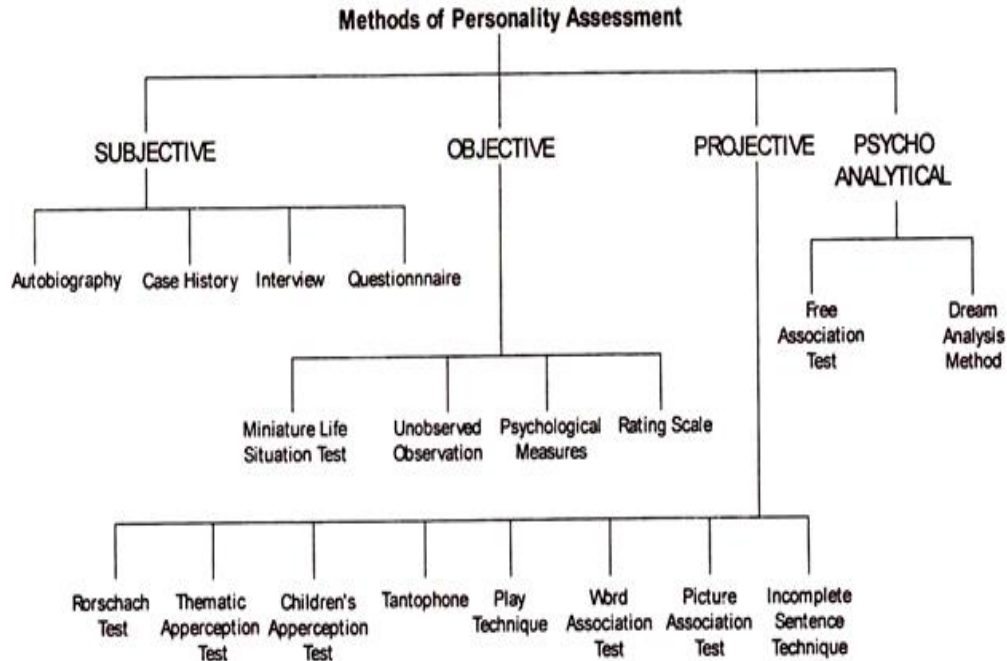 Methods of Personality Assessment
SUBJECTIVE
OBJECTIVE
PROJECTIVE
PSYCHO
ANALYTICAL
Autobiography
Case History
Interview
Questionnnaire
Free
Association
Test
Dream
Analysis
Method
Miniature Life
Situation Test
Unobserved
Observation
Psychological
Measures
Rating Scale
Rorschach
Test
Thematic
Apperception
Test
Children's
Apperception
Test
Tantophone
Play
Technique
Word
Association
Test
Picture
Association
Test
Incomplete
Sentence
Technique